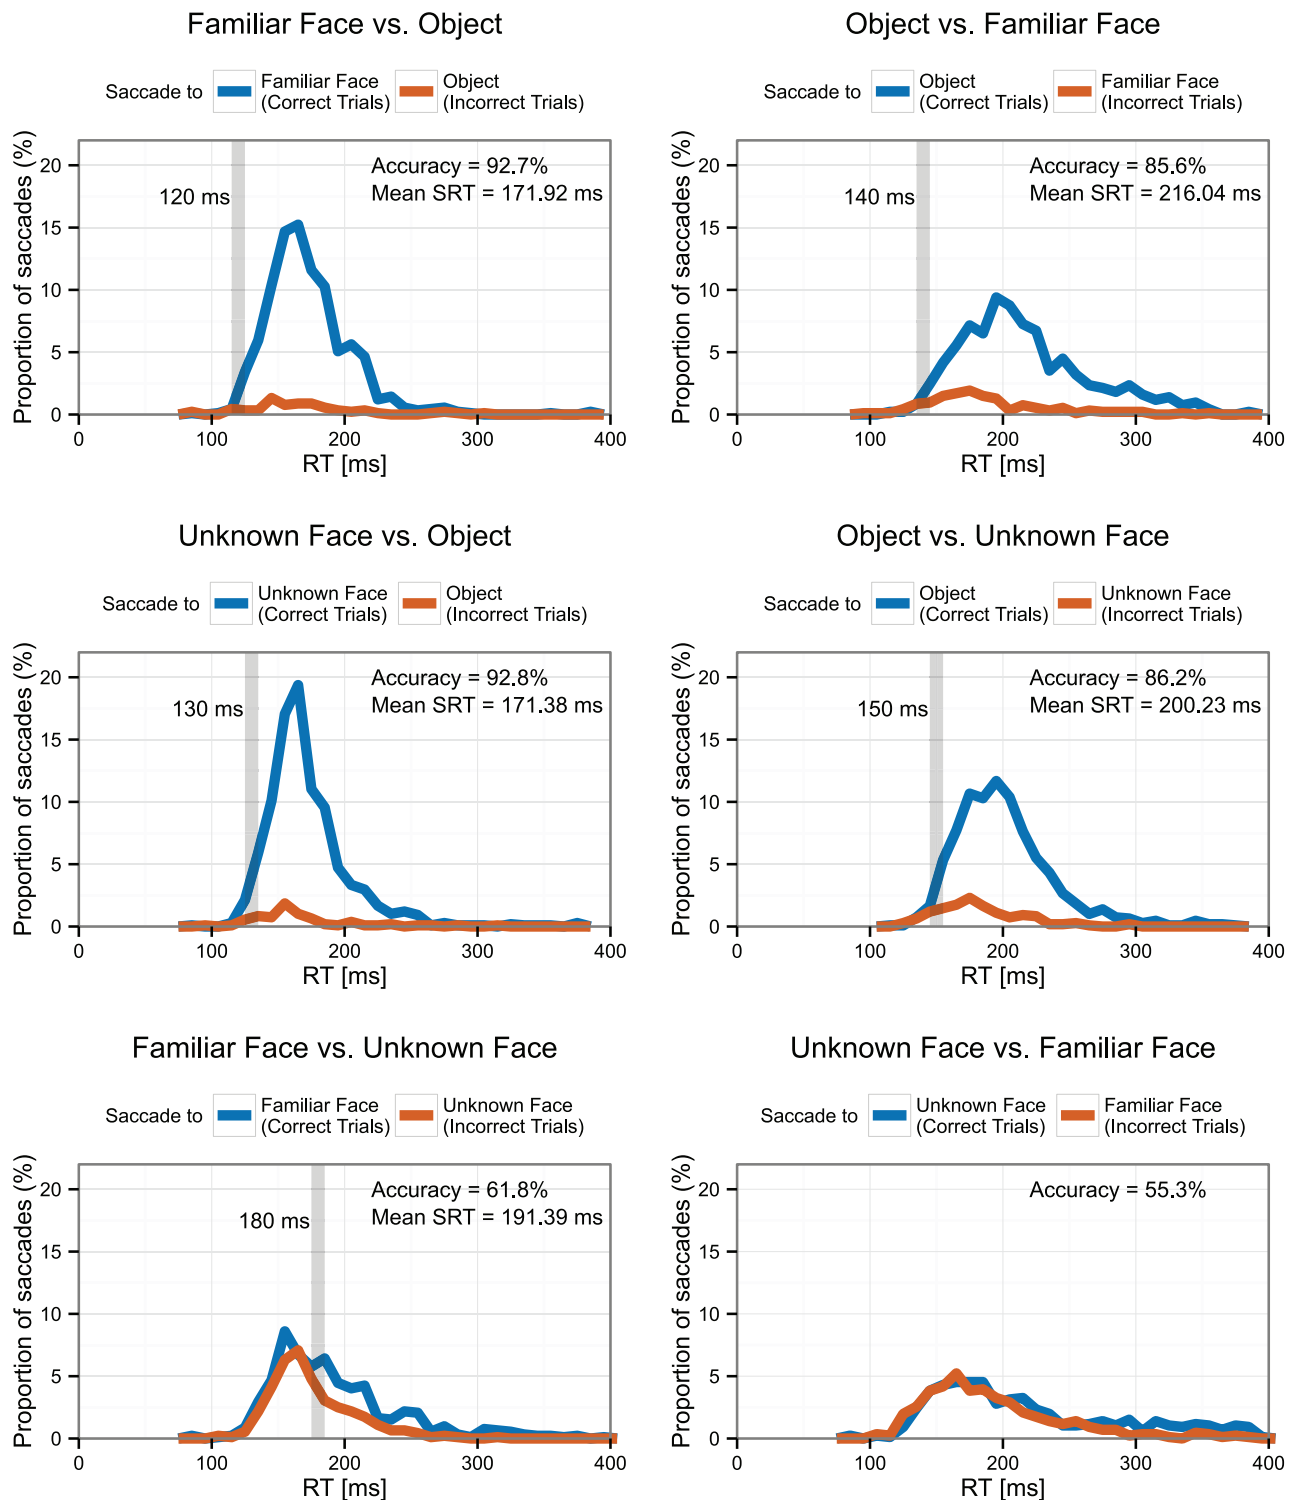 Familiar Face vs. Object
Saccade to
Familiar Face
(Correct Trials)
Object
(Incorrect Trials)
Proportion of saccades (%)
20
15
10
5
0
120 ms
Accuracy = 92.7%
Mean SRT = 171.92 ms
0
100
200
300
400
RT [ms]
Object vs. Familiar Face
Saccade to
Object
(Correct Trials)
Familiar Face
(Incorrect Trials)
Proportion of saccades (%)
20
15
10
5
0
140 ms
Accuracy = 85.6%
Mean SRT = 216.04 ms
0
100
200
300
400
RT [ms]
Unknown Face vs. Object
Saccade to
Unknown Face
(Correct Trials)
Object
(Incorrect Trials)
Proportion of saccades (%)
20
15
10
5
0
130 ms
Accuracy = 92.8%
Mean SRT = 171.38 ms
0
100
200
300
400
RT [ms]
Object vs. Unknown Face
Saccade to
Object
(Correct Trials)
Unknown Face
(Incorrect Trials)
Proportion of saccades (%)
20
15
10
5
0
150 ms
Accuracy = 86.2%
Mean SRT = 200.23 ms
0
100
200
300
400
RT [ms]
Familiar Face vs. Unknown Face
Saccade to
Familiar Face
(Correct Trials)
Unknown Face
(Incorrect Trials)
Proportion of saccades (%)
20
15
10
5
0
180 ms
Accuracy = 61.8%
Mean SRT = 191.39 ms
0
100
200
300
400
RT [ms]
Unknown Face vs. Familiar Face
Saccade to
Unknown Face
(Correct Trials)
Familiar Face
(Incorrect Trials)
Proportion of saccades (%)
20
15
10
5
0
Accuracy = 55.3%
0
100
200
300
400
RT [ms]